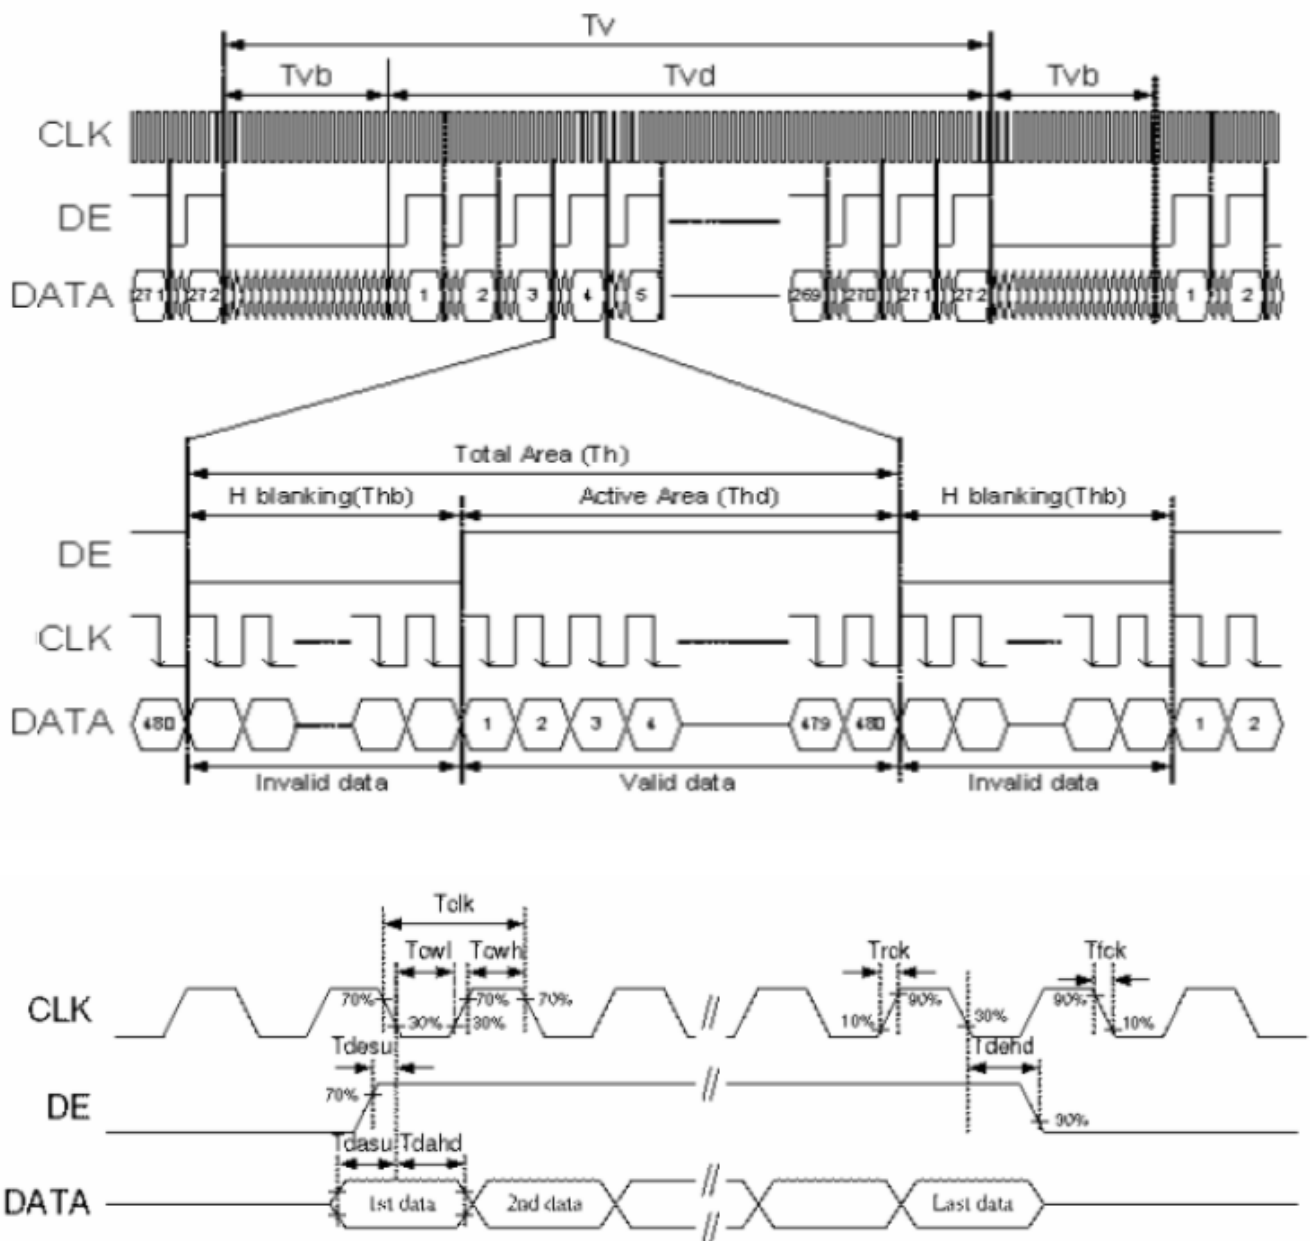 Tv
Tvb Tvd Tvb
CLK
DE
DATA 271 272 1 2 3 4 5 269 270 271 272 1 2
Total Area (Th)
H blanking(Thb) Active Area (Thd) H blanking(Thb)
DE
CLK
DATA 480 1 2 3 4 479 480 1 2
Invalid data Valid data Invalid data
Tclk
Tcwl Tcwh Trck Tfck
CLK 70% 70% 70% 90% 30% 90%
30% 30% 10% 10%
Tdesu Tdehd
70%
DE 30%
Tdasu Tdahd
DATA 1st data 2nd data Last data